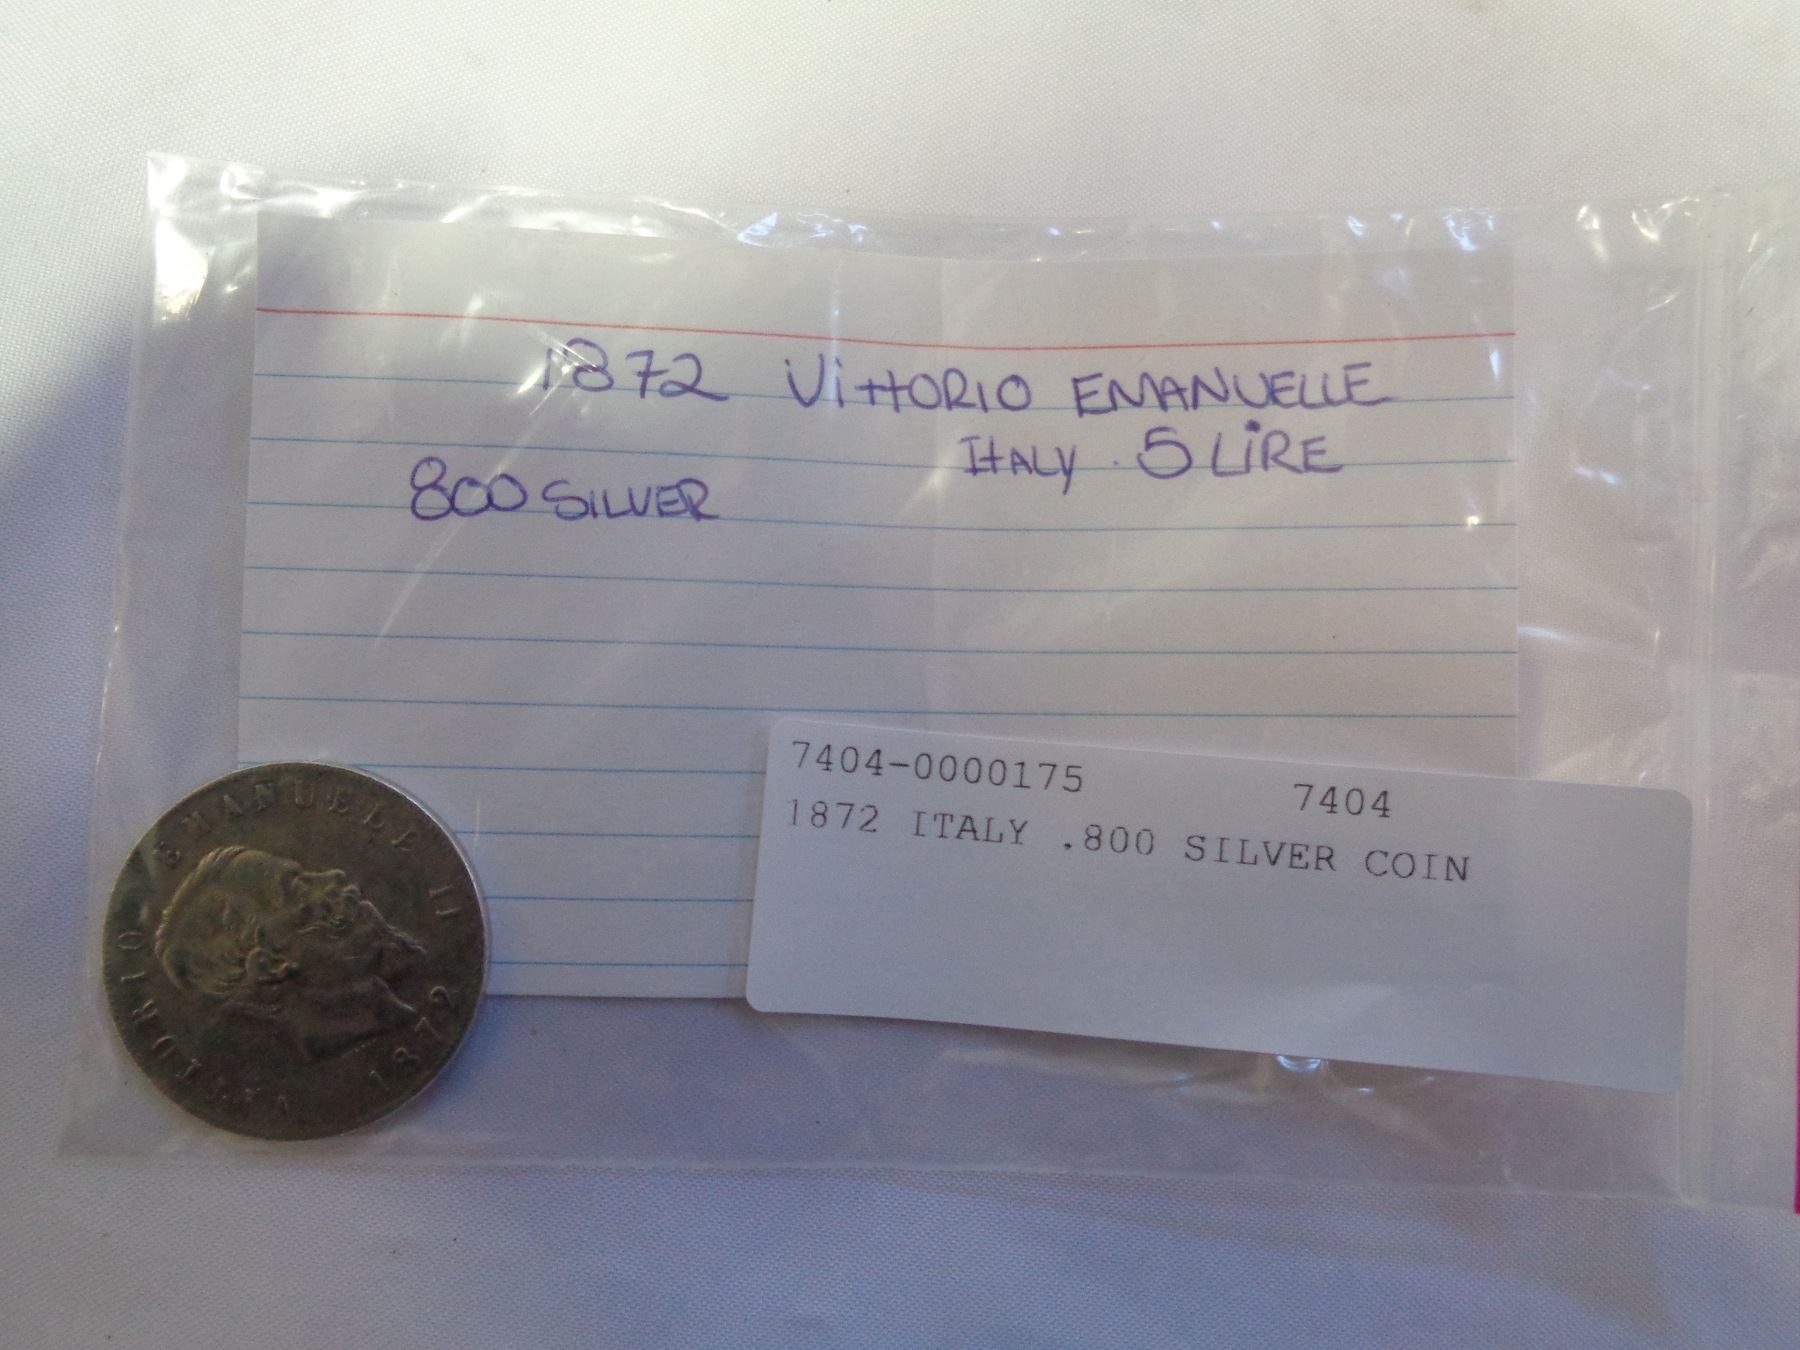 1872 VITTORIO EMANUELLE
ITALY. 5 LIRE
800 SILVER
7404-0000175 7404
1872 ITALY .800 SILVER COIN
VITTORIO EMANUELE II
1872